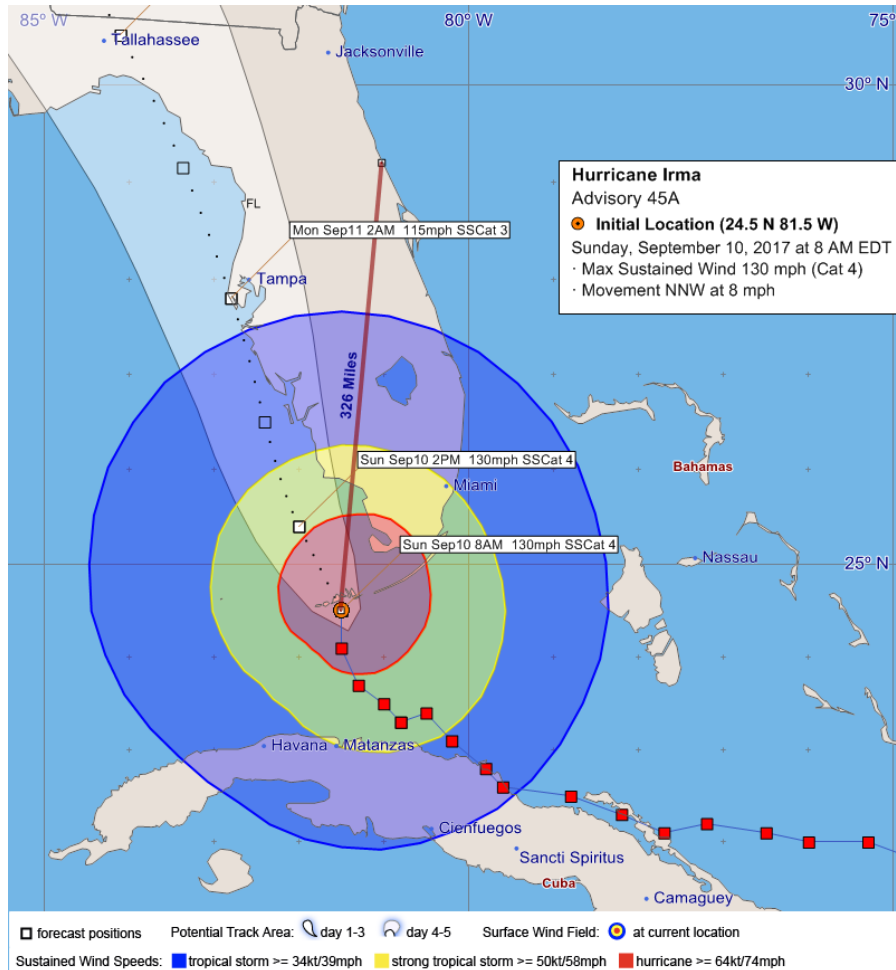 85º W
80º W
75º
Tallahassee
Jacksonville
30º N
Hurricane Irma
Advisory 45A
Initial Location (24.5 N 81.5 W)
Sunday, September 10, 2017 at 8 AM EDT
· Max Sustained Wind 130 mph (Cat 4)
· Movement NNW at 8 mph
FL
Mon Sep11 2AM 115mph SSCat 3
Tampa
326 Miles
Sun Sep10 2PM 130mph SSCat 4
Bahamas
Miami
Sun Sep10 8AM 130mph SSCat 4
Nassau
25º N
Havana
Matanzas
Cienfuegos
Sancti Spiritus
Cuba
Camaguey
forecast positions Potential Track Area: day 1-3 day 4-5 Surface Wind Field: at current location
Sustained Wind Speeds: tropical storm >= 34kt/39mph strong tropical storm >= 50kt/58mph hurricane >= 64kt/74mph